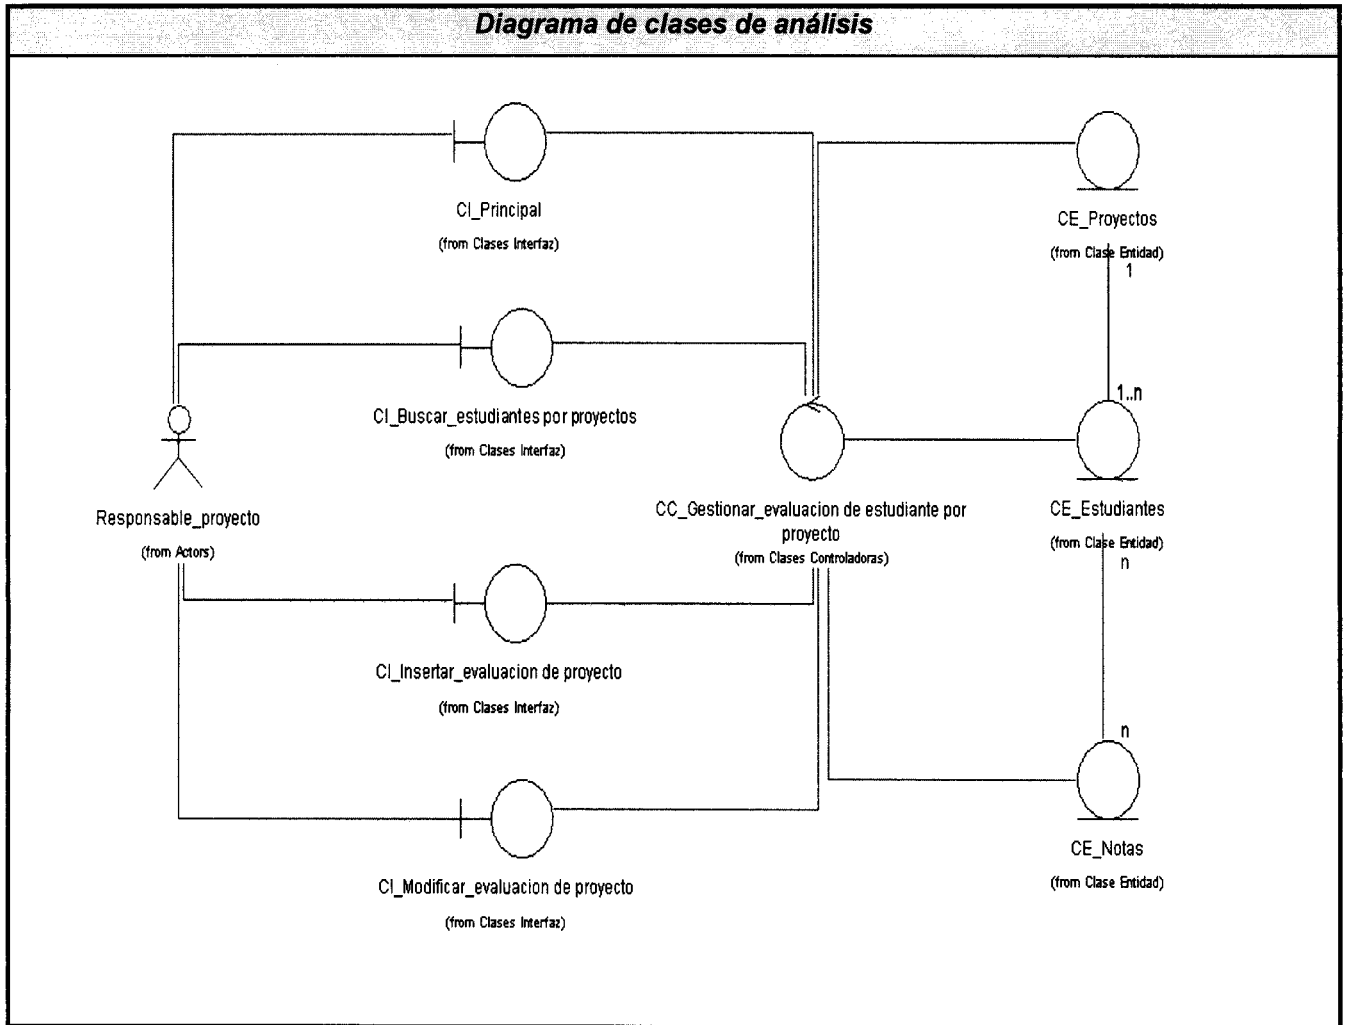 Diagrama de clases de análisis
CI_Principal
(from Clases Interfaz)
CE_Proyectos
(from Clase Entidad)
1
1..n
CI_Buscar_estudiantes por proyectos
(from Clases Interfaz)
Responsable_proyecto
(from Actors)
CC_Gestionar_evaluacion de estudiante por
proyecto
(from Clases Controladoras)
CE_Estudiantes
(from Clase Entidad)
n
n
CI_Insertar_evaluacion de proyecto
(from Clases Interfaz)
CE_Notas
(from Clase Entidad)
CI_Modificar_evaluacion de proyecto
(from Clases Interfaz)